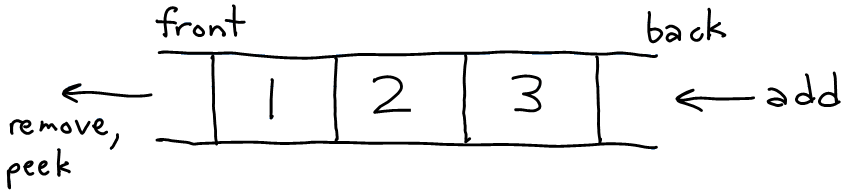 front
back
1 2 3
add
remove,
peek